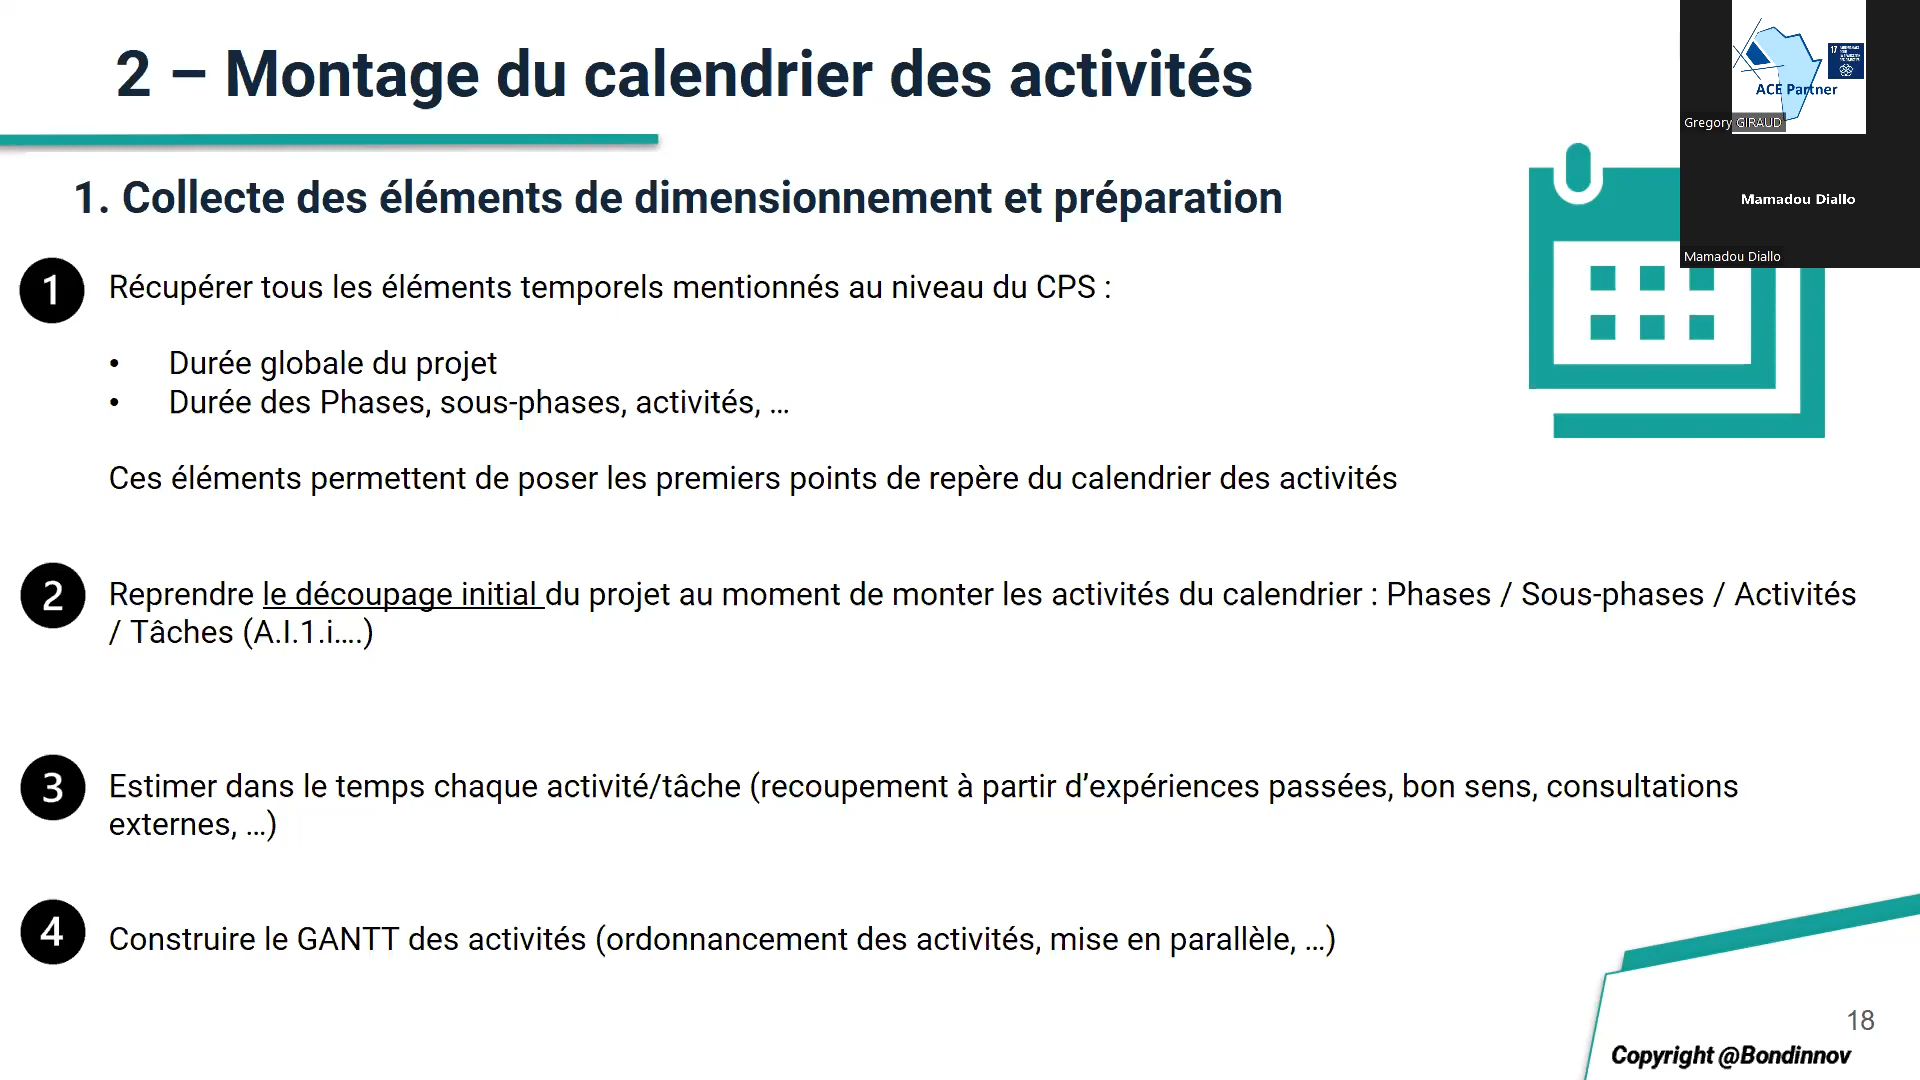 2 – Montage du calendrier des activités
ACE Partner
Gregory GIRAUD
Mamadou Diallo
Mamadou Diallo
1. Collecte des éléments de dimensionnement et préparation
1 Récupérer tous les éléments temporels mentionnés au niveau du CPS :
• Durée globale du projet
• Durée des Phases, sous-phases, activités, ...
Ces éléments permettent de poser les premiers points de repère du calendrier des activités
2 Reprendre le découpage initial du projet au moment de monter les activités du calendrier : Phases / Sous-phases / Activités
/ Tâches (A.I.1.i....)
3 Estimer dans le temps chaque activité/tâche (recoupement à partir d’expériences passées, bon sens, consultations
externes, ...)
4 Construire le GANTT des activités (ordonnancement des activités, mise en parallèle, ...)
18
Copyright @Bondinnov